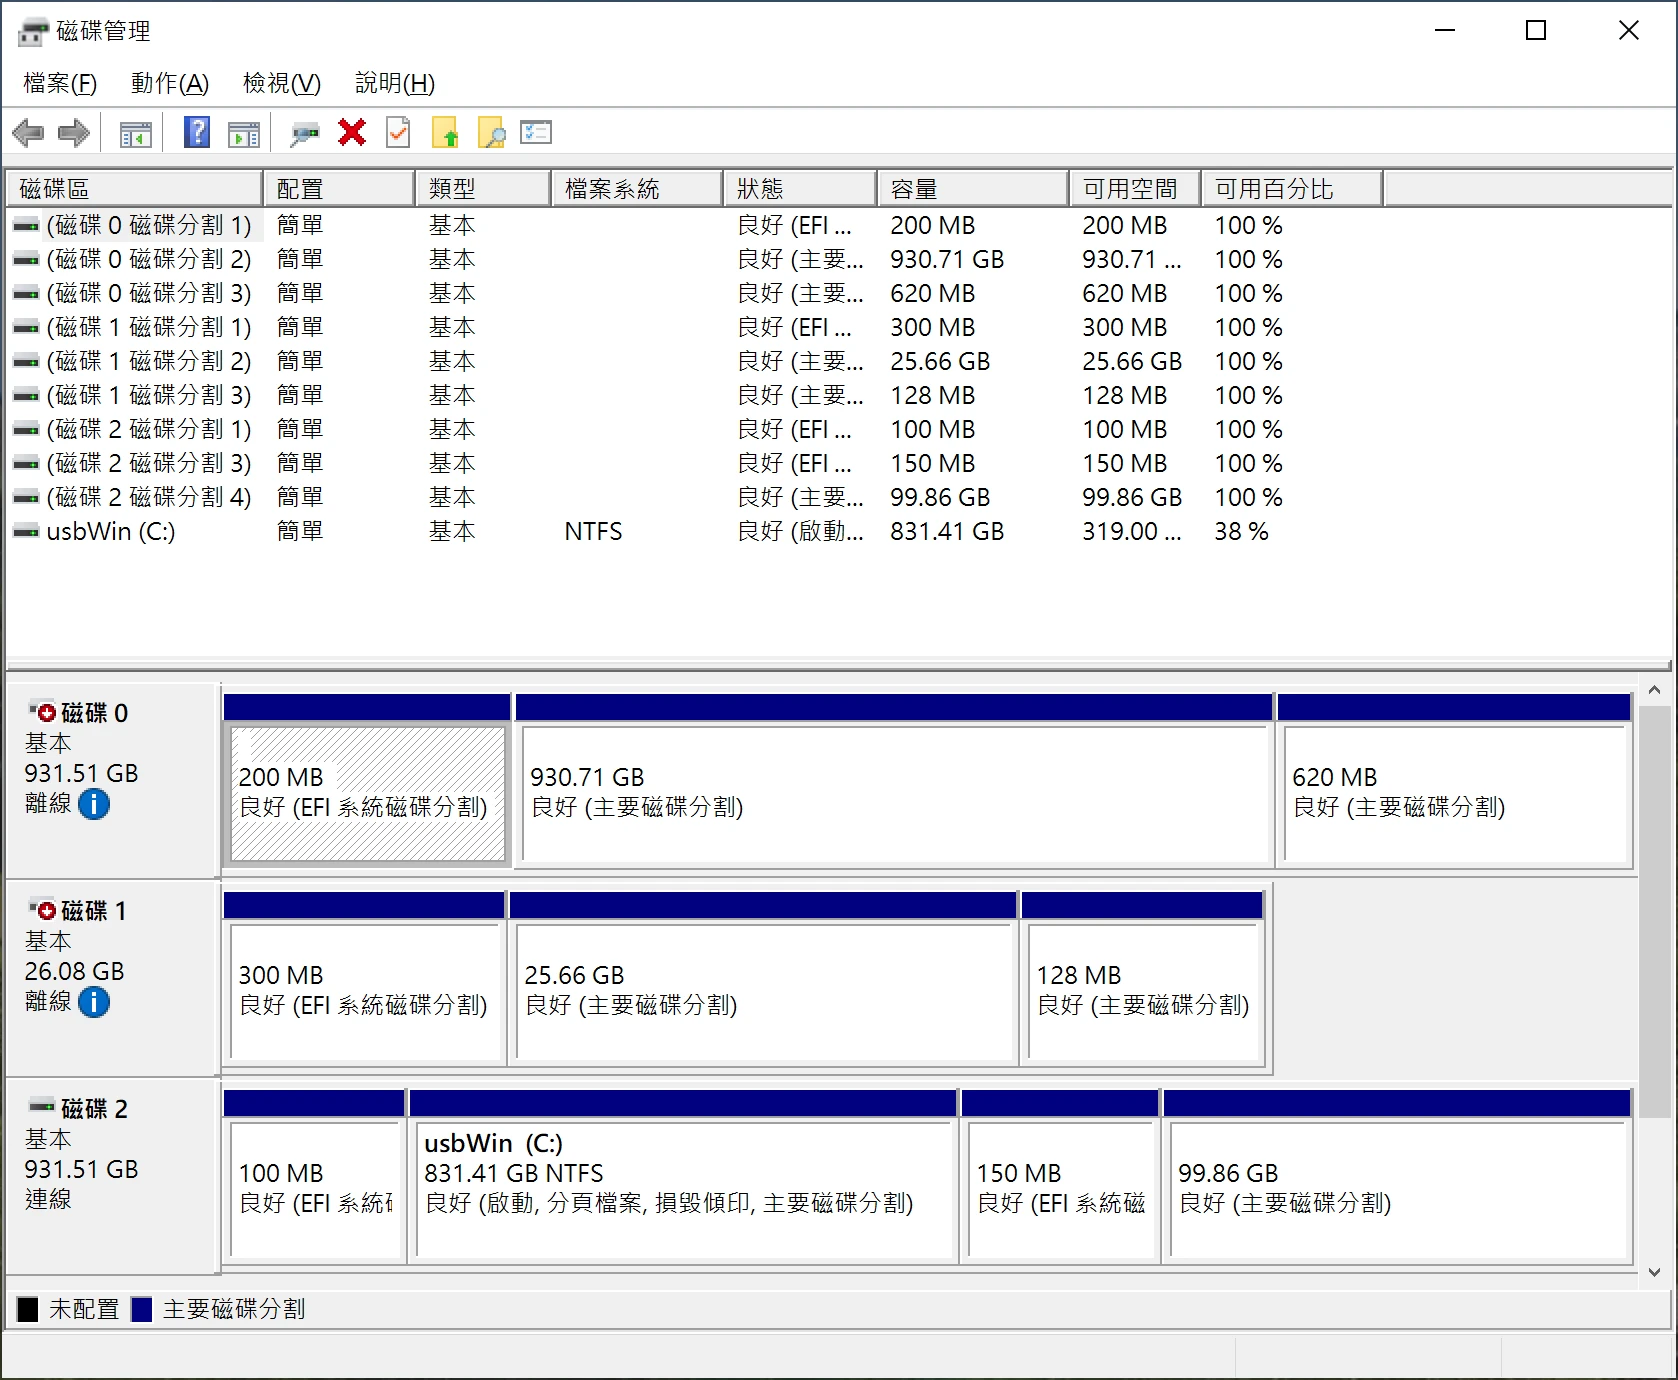 磁碟管理
檔案(F) 動作(A) 檢視(V) 說明(H)
磁碟區 配置 類型 檔案系統 狀態 容量 可用空間 可用百分比
(磁碟 0 磁碟分割 1) 簡單 基本 良好 (EFI ... 200 MB 200 MB 100 %
(磁碟 0 磁碟分割 2) 簡單 基本 良好 (主要... 930.71 GB 930.71 ... 100 %
(磁碟 0 磁碟分割 3) 簡單 基本 良好 (主要... 620 MB 620 MB 100 %
(磁碟 1 磁碟分割 1) 簡單 基本 良好 (EFI ... 300 MB 300 MB 100 %
(磁碟 1 磁碟分割 2) 簡單 基本 良好 (主要... 25.66 GB 25.66 GB 100 %
(磁碟 1 磁碟分割 3) 簡單 基本 良好 (主要... 128 MB 128 MB 100 %
(磁碟 2 磁碟分割 1) 簡單 基本 良好 (EFI ... 100 MB 100 MB 100 %
(磁碟 2 磁碟分割 3) 簡單 基本 良好 (EFI ... 150 MB 150 MB 100 %
(磁碟 2 磁碟分割 4) 簡單 基本 良好 (主要... 99.86 GB 99.86 GB 100 %
usbWin (C:) 簡單 基本 NTFS 良好 (啟動... 831.41 GB 319.00 ... 38 %
磁碟 0
基本
931.51 GB
離線
200 MB
良好 (EFI 系統磁碟分割)
930.71 GB
良好 (主要磁碟分割)
620 MB
良好 (主要磁碟分割)
磁碟 1
基本
26.08 GB
離線
300 MB
良好 (EFI 系統磁碟分割)
25.66 GB
良好 (主要磁碟分割)
128 MB
良好 (主要磁碟分割)
磁碟 2
基本
931.51 GB
連線
100 MB
良好 (EFI 系統
usbWin (C:)
831.41 GB NTFS
良好 (啟動, 分頁檔案, 損毀傾印, 主要磁碟分割)
150 MB
良好 (EFI 系統磁
99.86 GB
良好 (主要磁碟分割)
未配置 主要磁碟分割